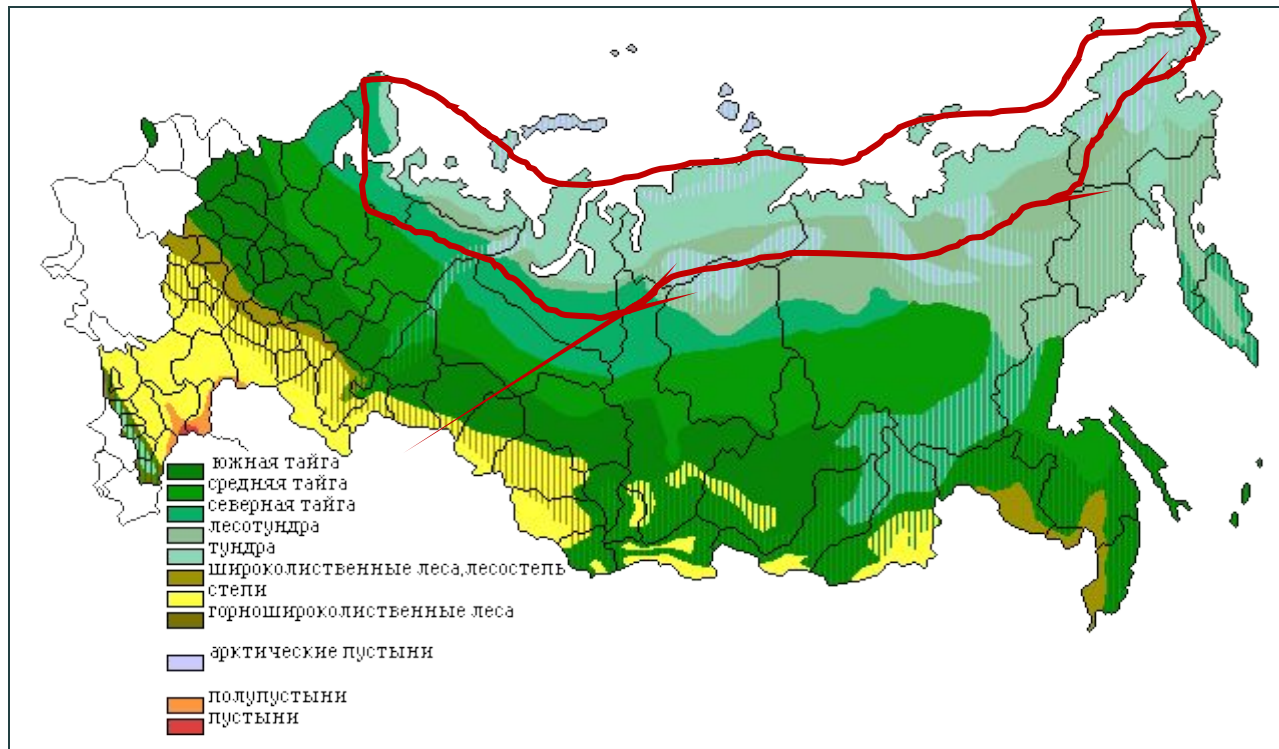 южная тайга
средняя тайга
северная тайга
лесотундра
тундра
широколиственные леса,лесостепь
степи
горношироколиственные леса
арктические пустыни
полупустыни
пустыни